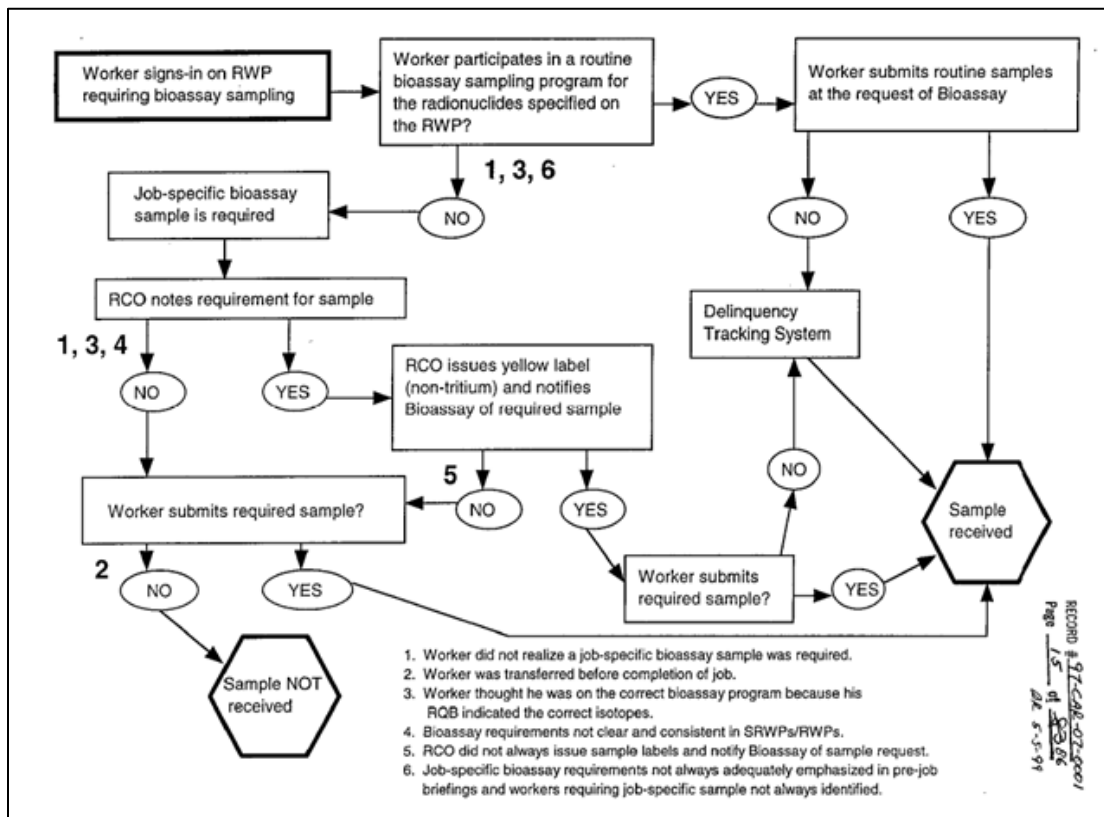 Worker signs-in on RWP
requiring bioassay sampling
Worker participates in a routine
bioassay sampling program for
the radionuclides specified on
the RWP?
YES
Worker submits routine samples
at the request of Bioassay
1, 3, 6
Job-specific bioassay
sample is required
NO
NO
YES
RCO notes requirement for sample
Delinquency
Tracking System
1, 3, 4
NO
YES
RCO issues yellow label
(non-tritium) and notifies
Bioassay of required sample
NO
5
NO
YES
Worker submits required sample?
Sample
received
2
NO
YES
Worker submits
required sample?
YES
Sample NOT
received
1. Worker did not realize a job-specific bioassay sample was required.
2. Worker was transferred before completion of job.
3. Worker thought he was on the correct bioassay program because his
RQB indicated the correct isotopes.
4. Bioassay requirements not clear and consistent in SRWPs/RWPs.
5. RCO did not always issue sample labels and notify Bioassay of sample request.
6. Job-specific bioassay requirements not always adequately emphasized in pre-job
briefings and workers requiring job-specific sample not always identified.
RECORD # 97-CAR-07-0001
Page 15 of 86
5-5-99